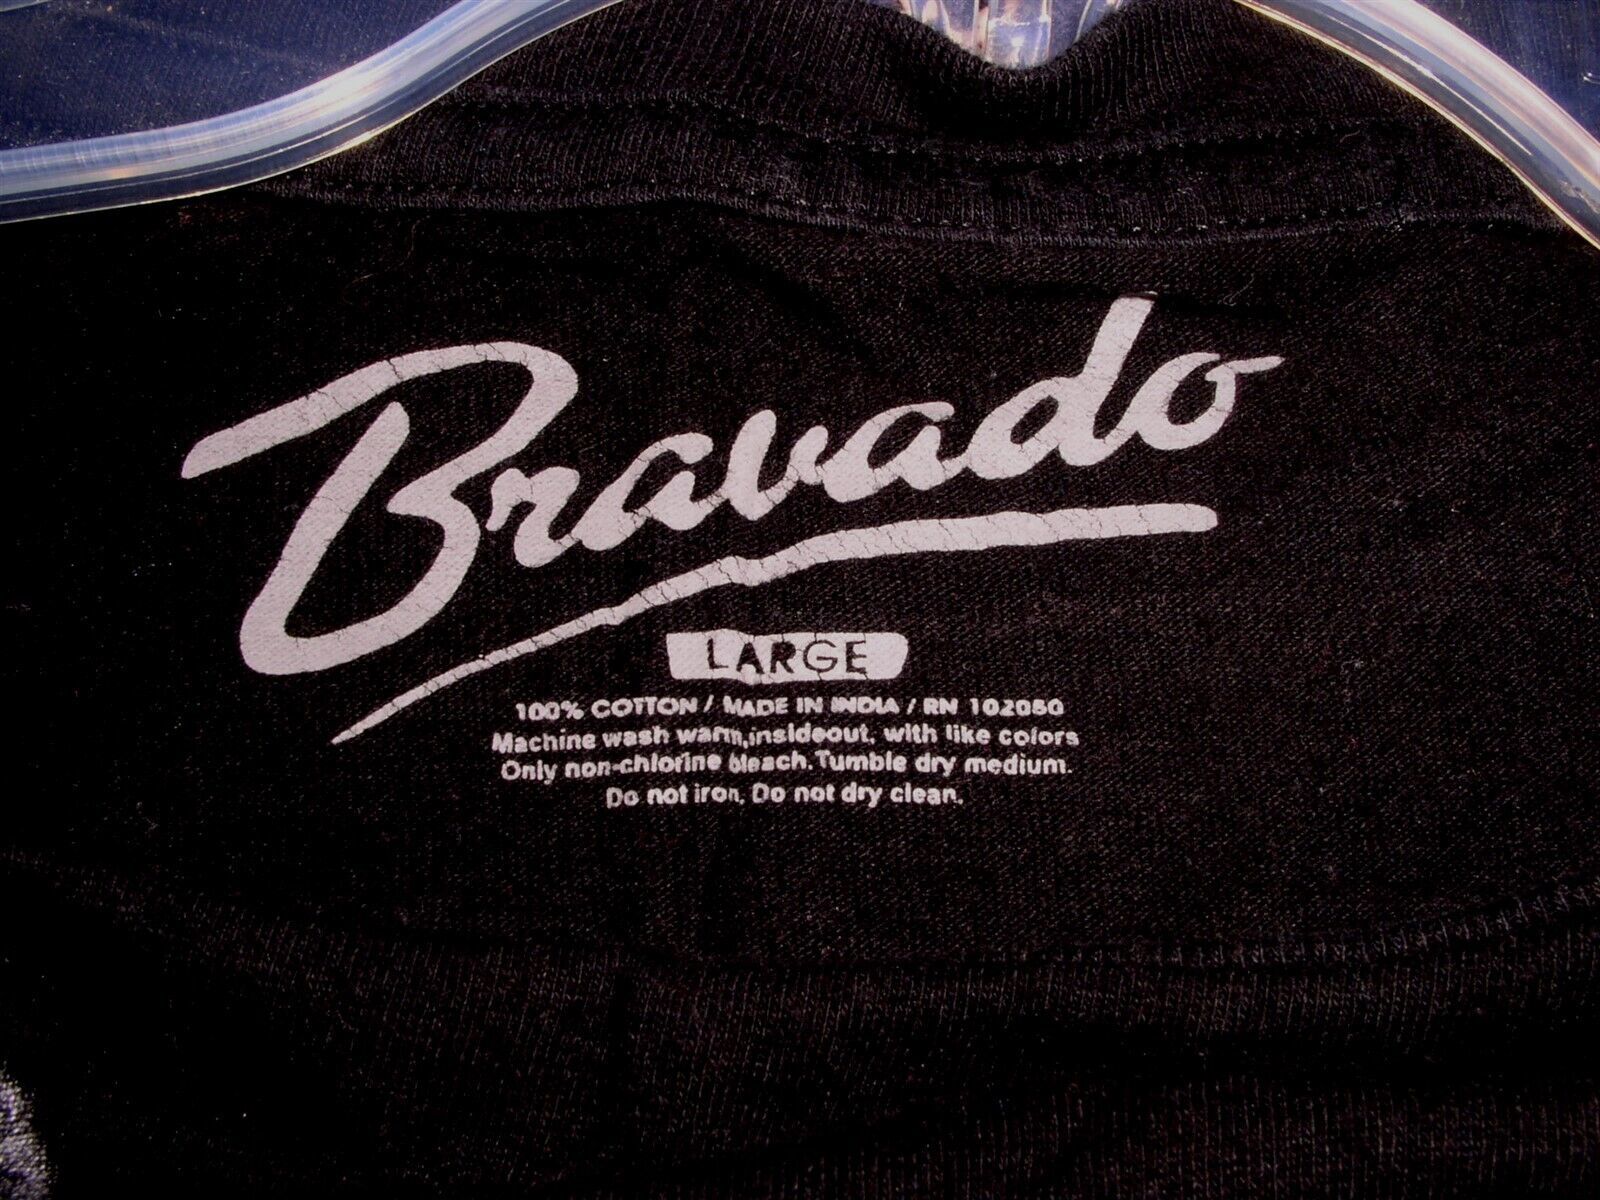 Bravado
LARGE
100% COTTON / MADE IN INDIA / RN 102050
Machine wash warm,insideout, with like colors
Only non-chlorine bleach.Tumble dry medium.
Do not iron, Do not dry clean.